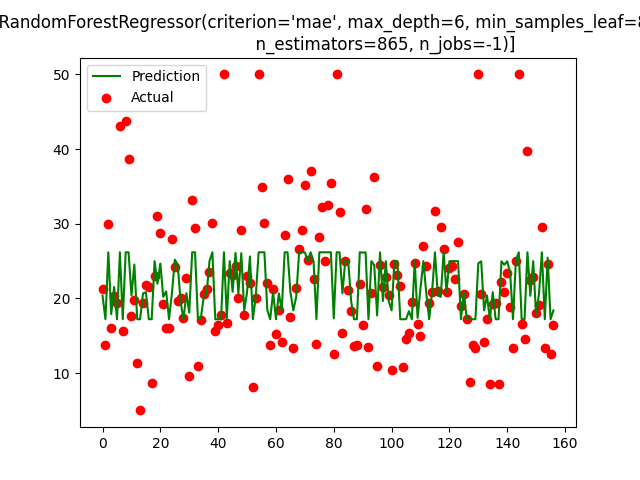 RandomForestRegressor(criterion='mae', max_depth=6, min_samples_leaf=8
n_estimators=865, n_jobs=-1)]
Prediction
Actual
50
40
30
20
10
0 20 40 60 80 100 120 140 160